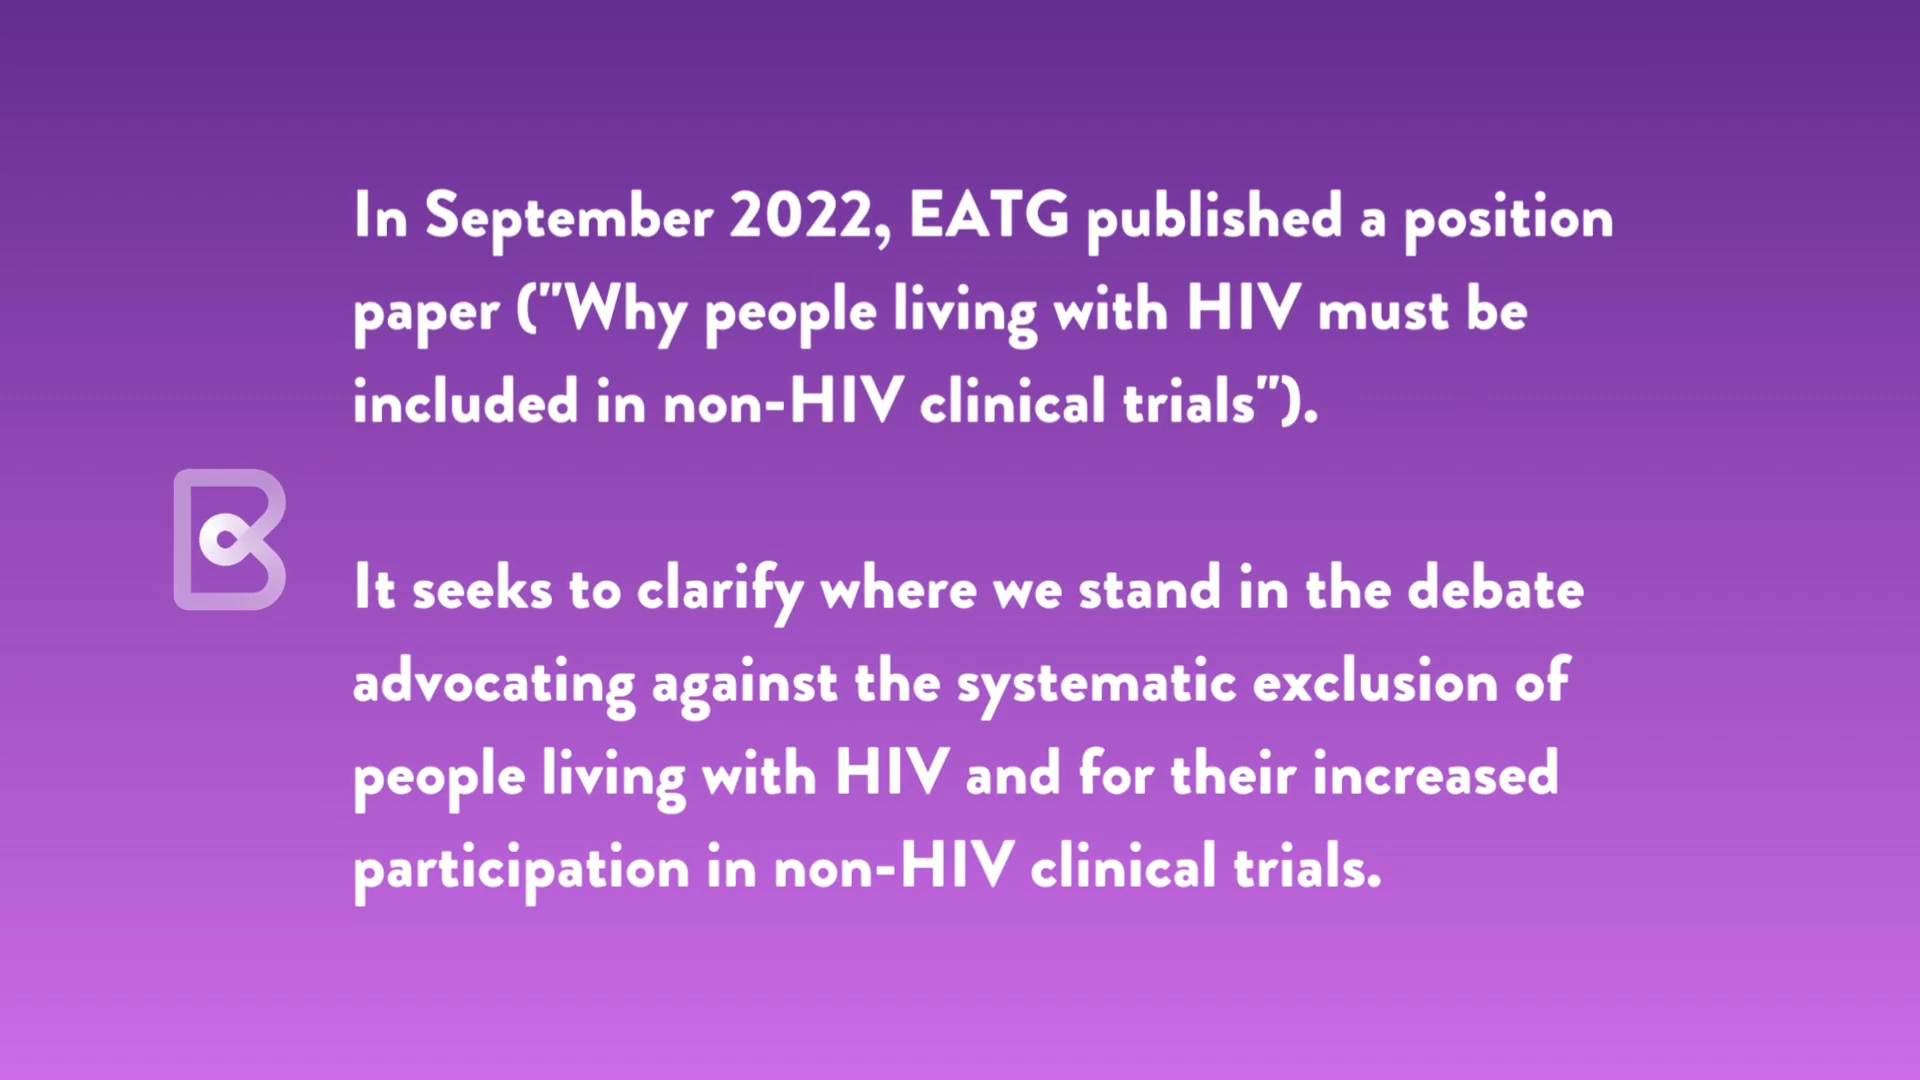 In September 2022, EATG published a position
paper ("Why people living with HIV must be
included in non-HIV clinical trials").
It seeks to clarify where we stand in the debate
advocating against the systematic exclusion of
people living with HIV and for their increased
participation in non-HIV clinical trials.